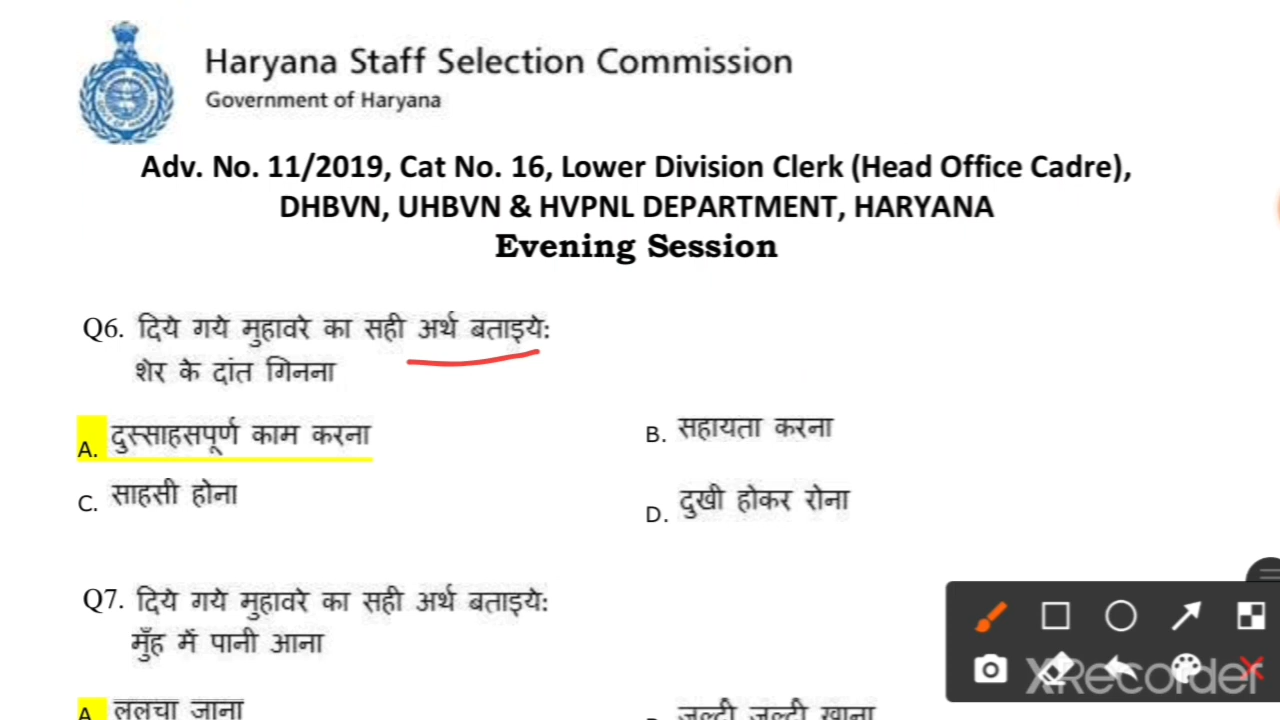 Haryana Staff Selection Commission
Government of Haryana
Adv. No. 11/2019, Cat No. 16, Lower Division Clerk (Head Office Cadre),
DHBVN, UHBVN & HVPNL DEPARTMENT, HARYANA
Evening Session
Q6. दिये गये मुहावरे का सही अर्थ बताइये:
शेर के दांत गिनना
A. दुस्साहसपूर्ण काम करना
B. सहायता करना
C. साहसी होना
D. दुखी होकर रोना
Q7. दिये गये मुहावरे का सही अर्थ बताइये:
मुँह में पानी आना
A. ललचा जाना
जल्दी जल्दी खाना
XRecorder